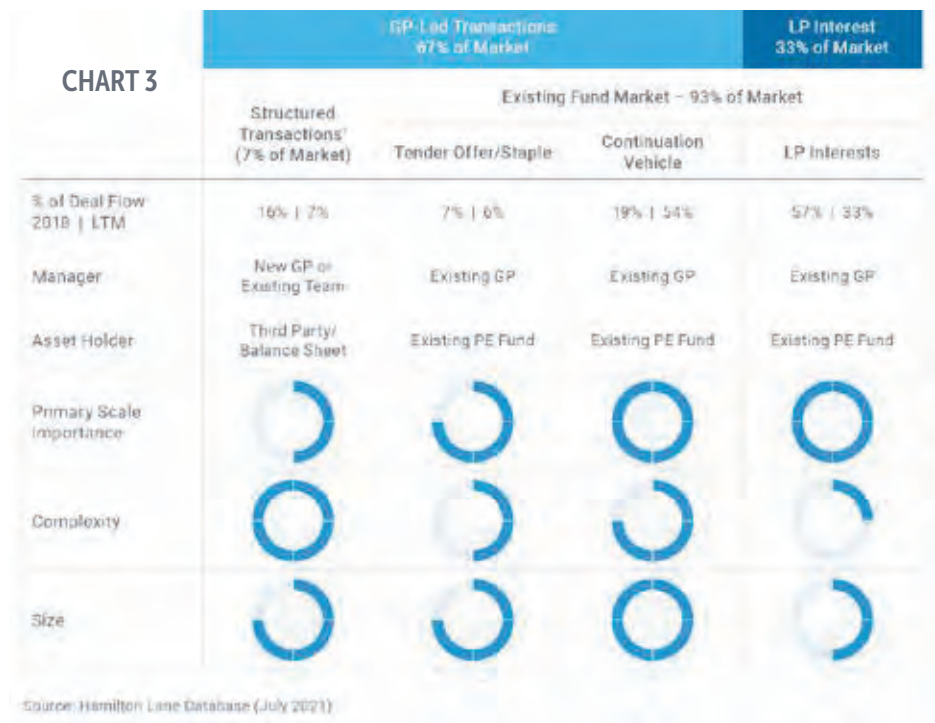 GP-Led Transactions
67% of Market
LP Interest
33% of Market
CHART 3
Existing Fund Market – 93% of Market
Structured
Transactions¹
(7% of Market)
Tender Offer/Staple
Continuation
Vehicle
LP Interests
% of Deal Flow
2018 | LTM
16% | 7%
7% | 6%
19% | 54%
57% | 33%
Manager
New GP or
Existing Team
Existing GP
Existing GP
Existing GP
Asset Holder
Third Party/
Balance Sheet
Existing PE Fund
Existing PE Fund
Existing PE Fund
Primary Scale
Importance
Complexity
Size
Source: Hamilton Lane Database (July 2021)